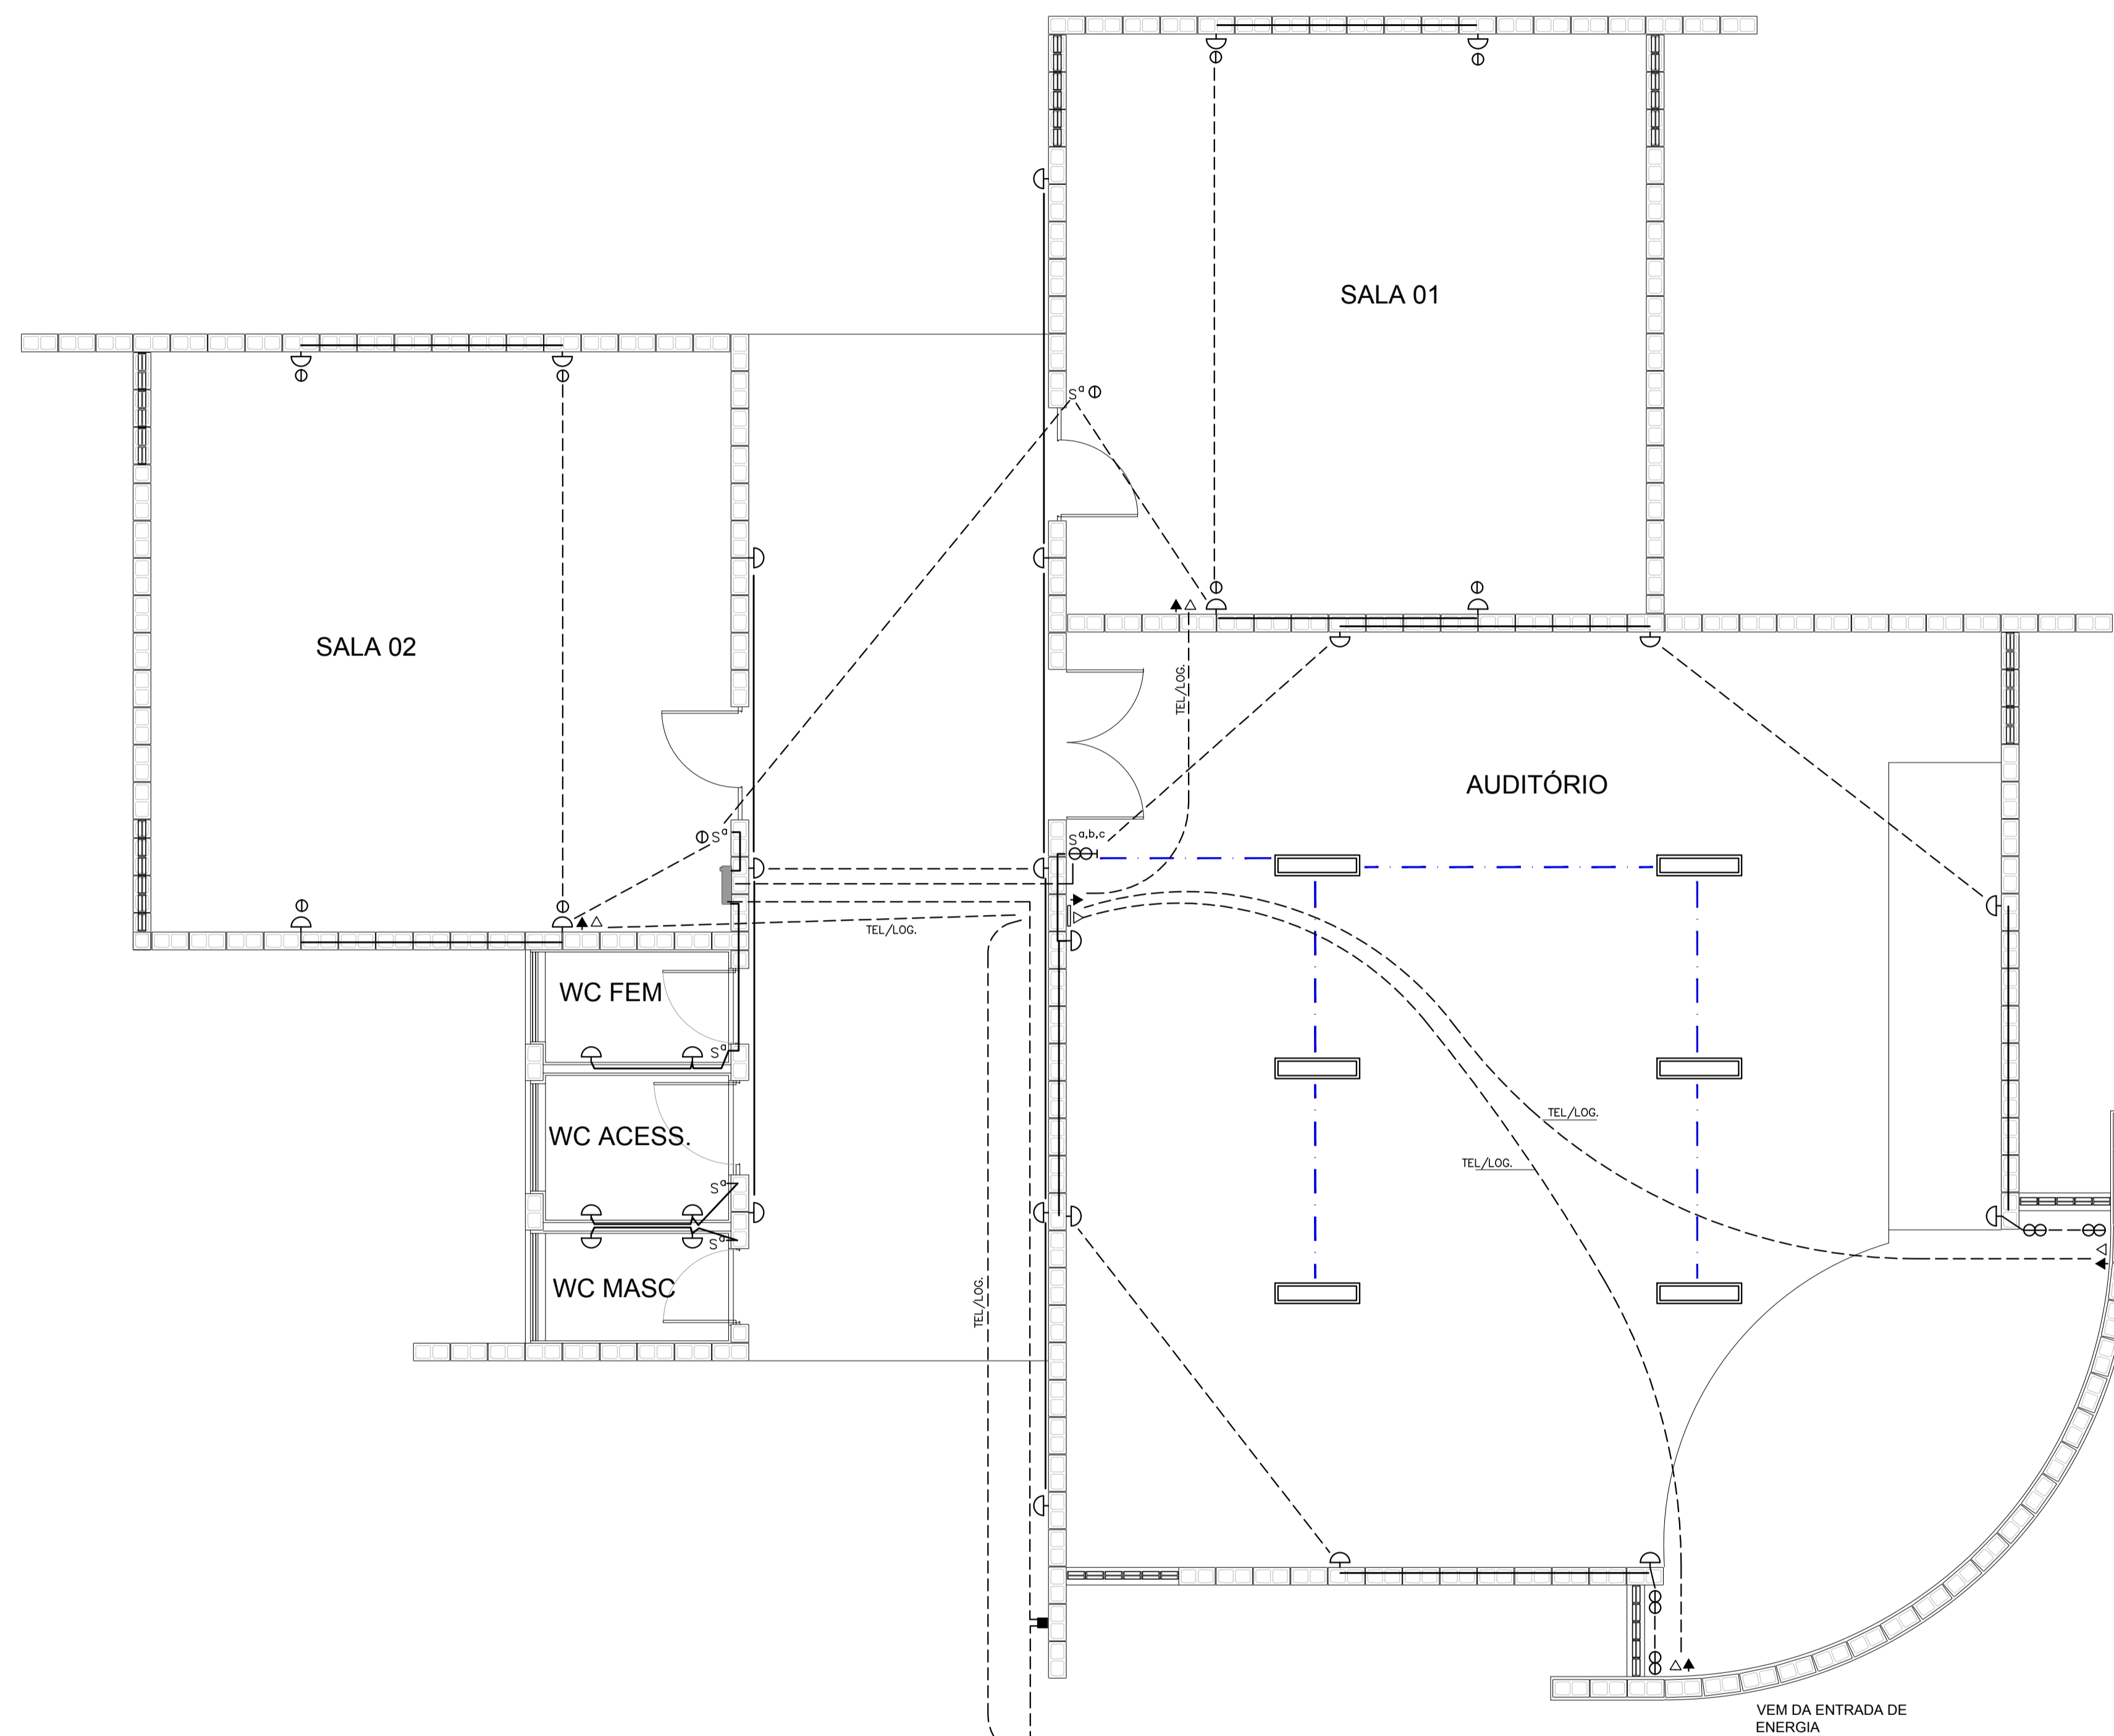 SALA 01
Sª
SALA 02
TEL/LOG.
AUDITÓRIO
Sª
Sª,b,c
TEL/LOG.
WC FEM
Sª
TEL/LOG.
WC ACESS.
TEL/LOG.
Sª
Sª
WC MASC
TEL/LOG.
VEM DA ENTRADA DE
ENERGIA